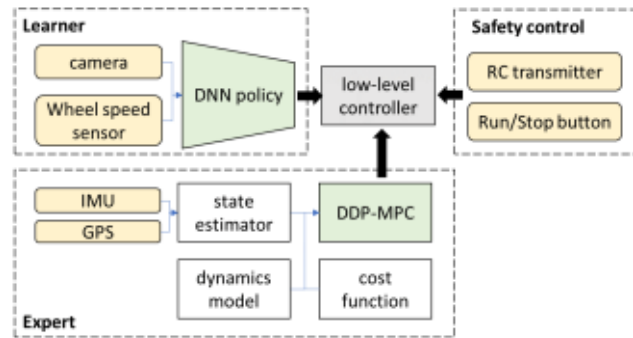 Learner
camera
Wheel speed
sensor
DNN policy
low-level
controller
Safety control
RC transmitter
Run/Stop button
IMU
GPS
state
estimator
DDP-MPC
dynamics
model
cost
function
Expert